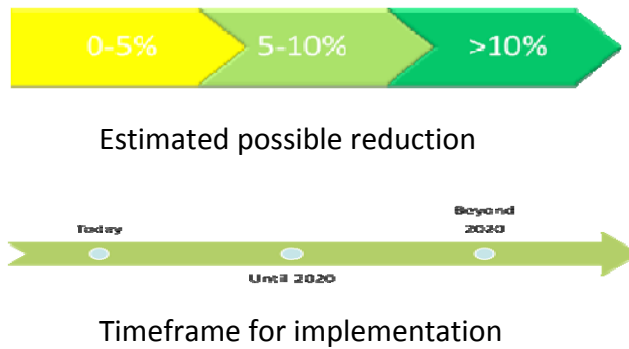 0-5% 5-10% >10%
Estimated possible reduction
Beyond
Today 2020
Until 2020
Timeframe for implementation